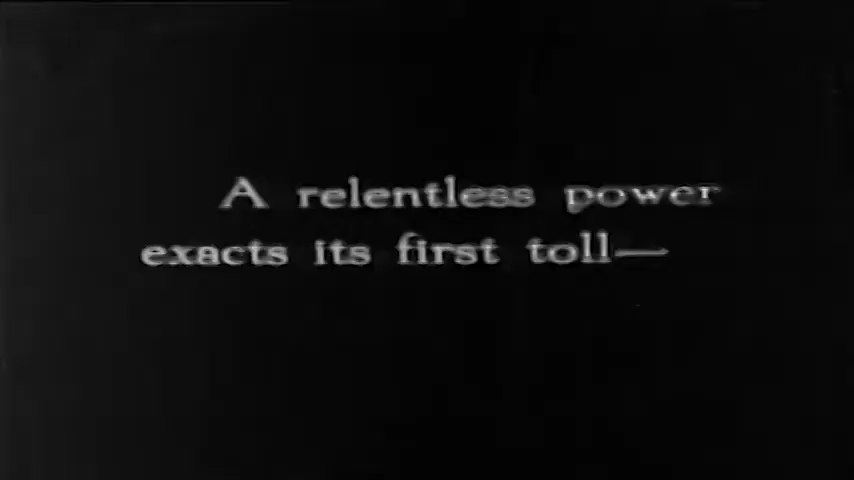 A relentless power
exacts its first toll—